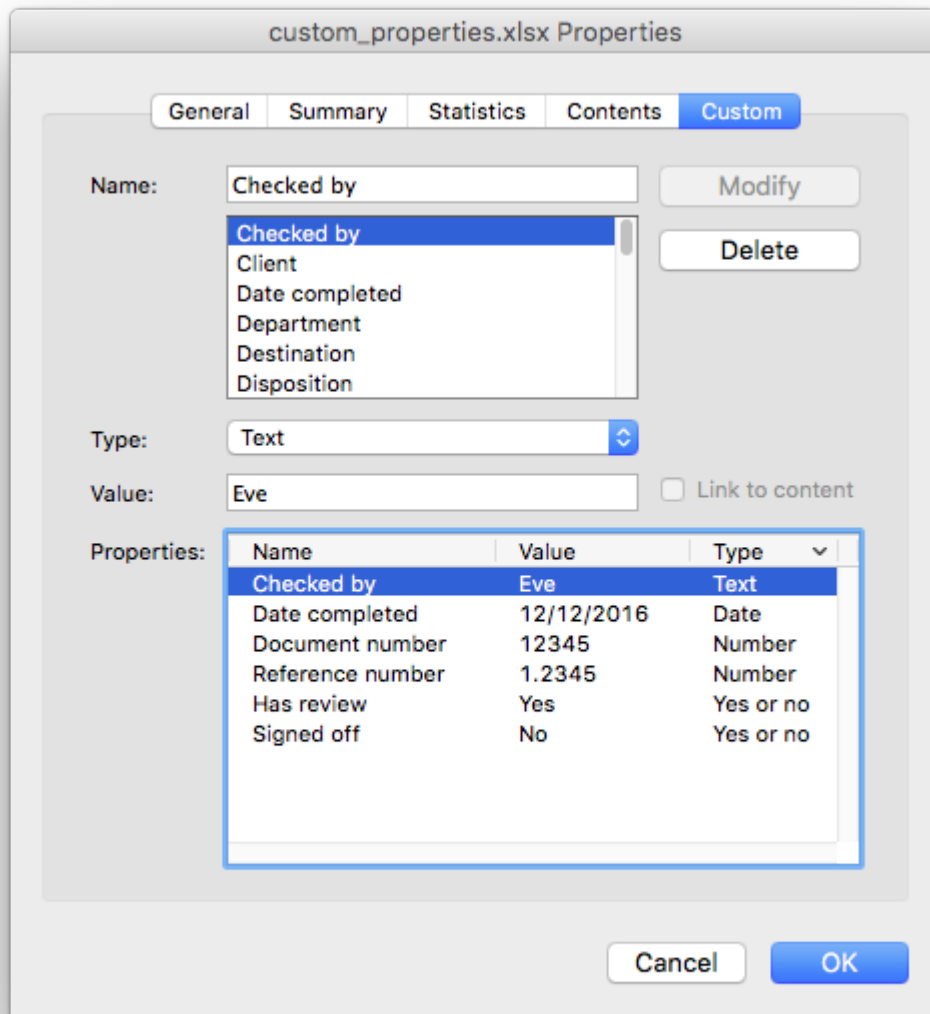 custom_properties.xlsx Properties
General Summary Statistics Contents Custom
Name: Checked by Modify
Checked by Delete
Client
Date completed
Department
Destination
Disposition
Type: Text
Value: Eve Link to content
Properties: Name Value Type
Checked by Eve Text
Date completed 12/12/2016 Date
Document number 12345 Number
Reference number 1.2345 Number
Has review Yes Yes or no
Signed off No Yes or no
Cancel OK